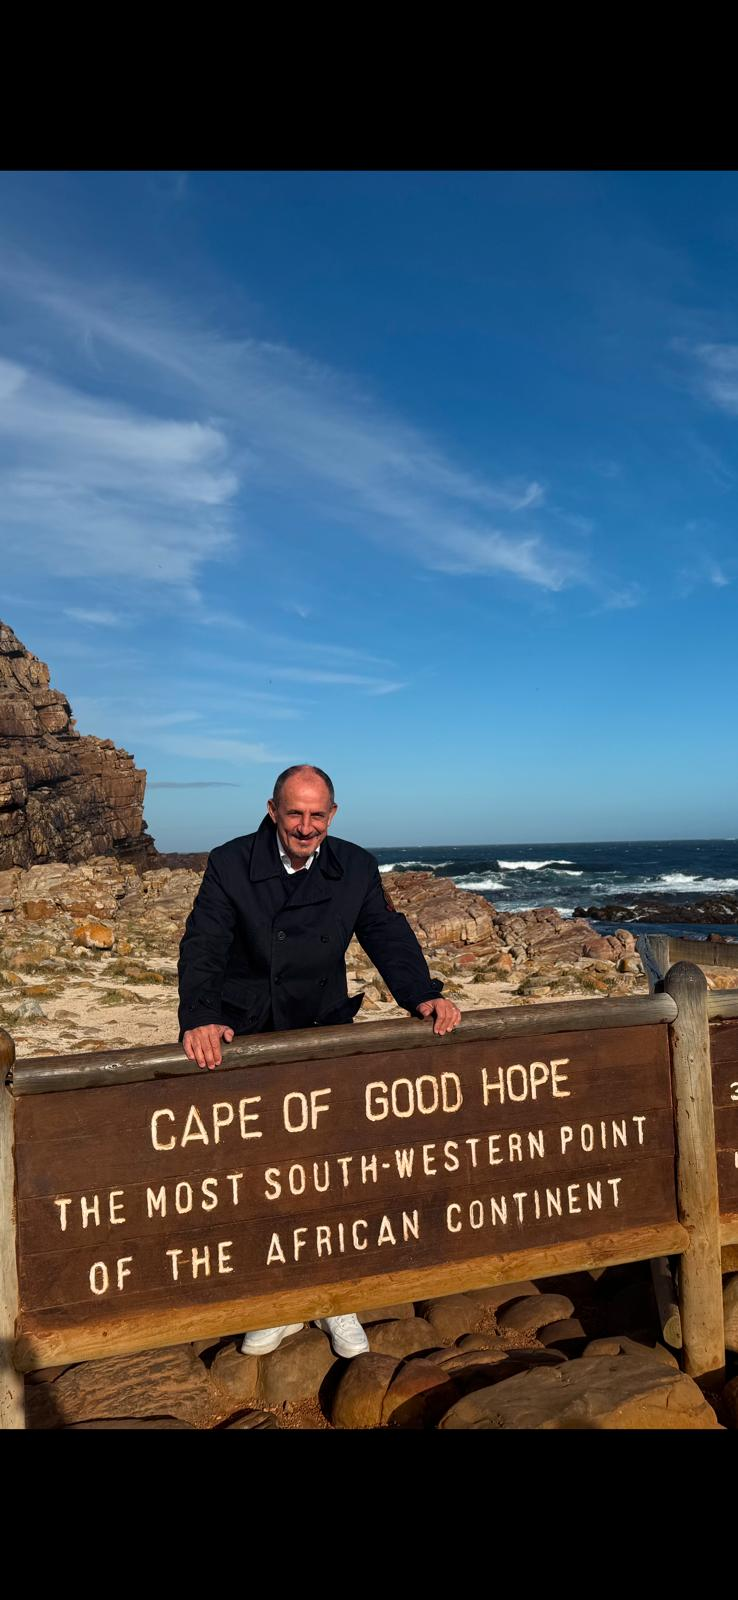 CAPE OF GOOD HOPE
THE MOST SOUTH-WESTERN POINT
OF THE AFRICAN CONTINENT